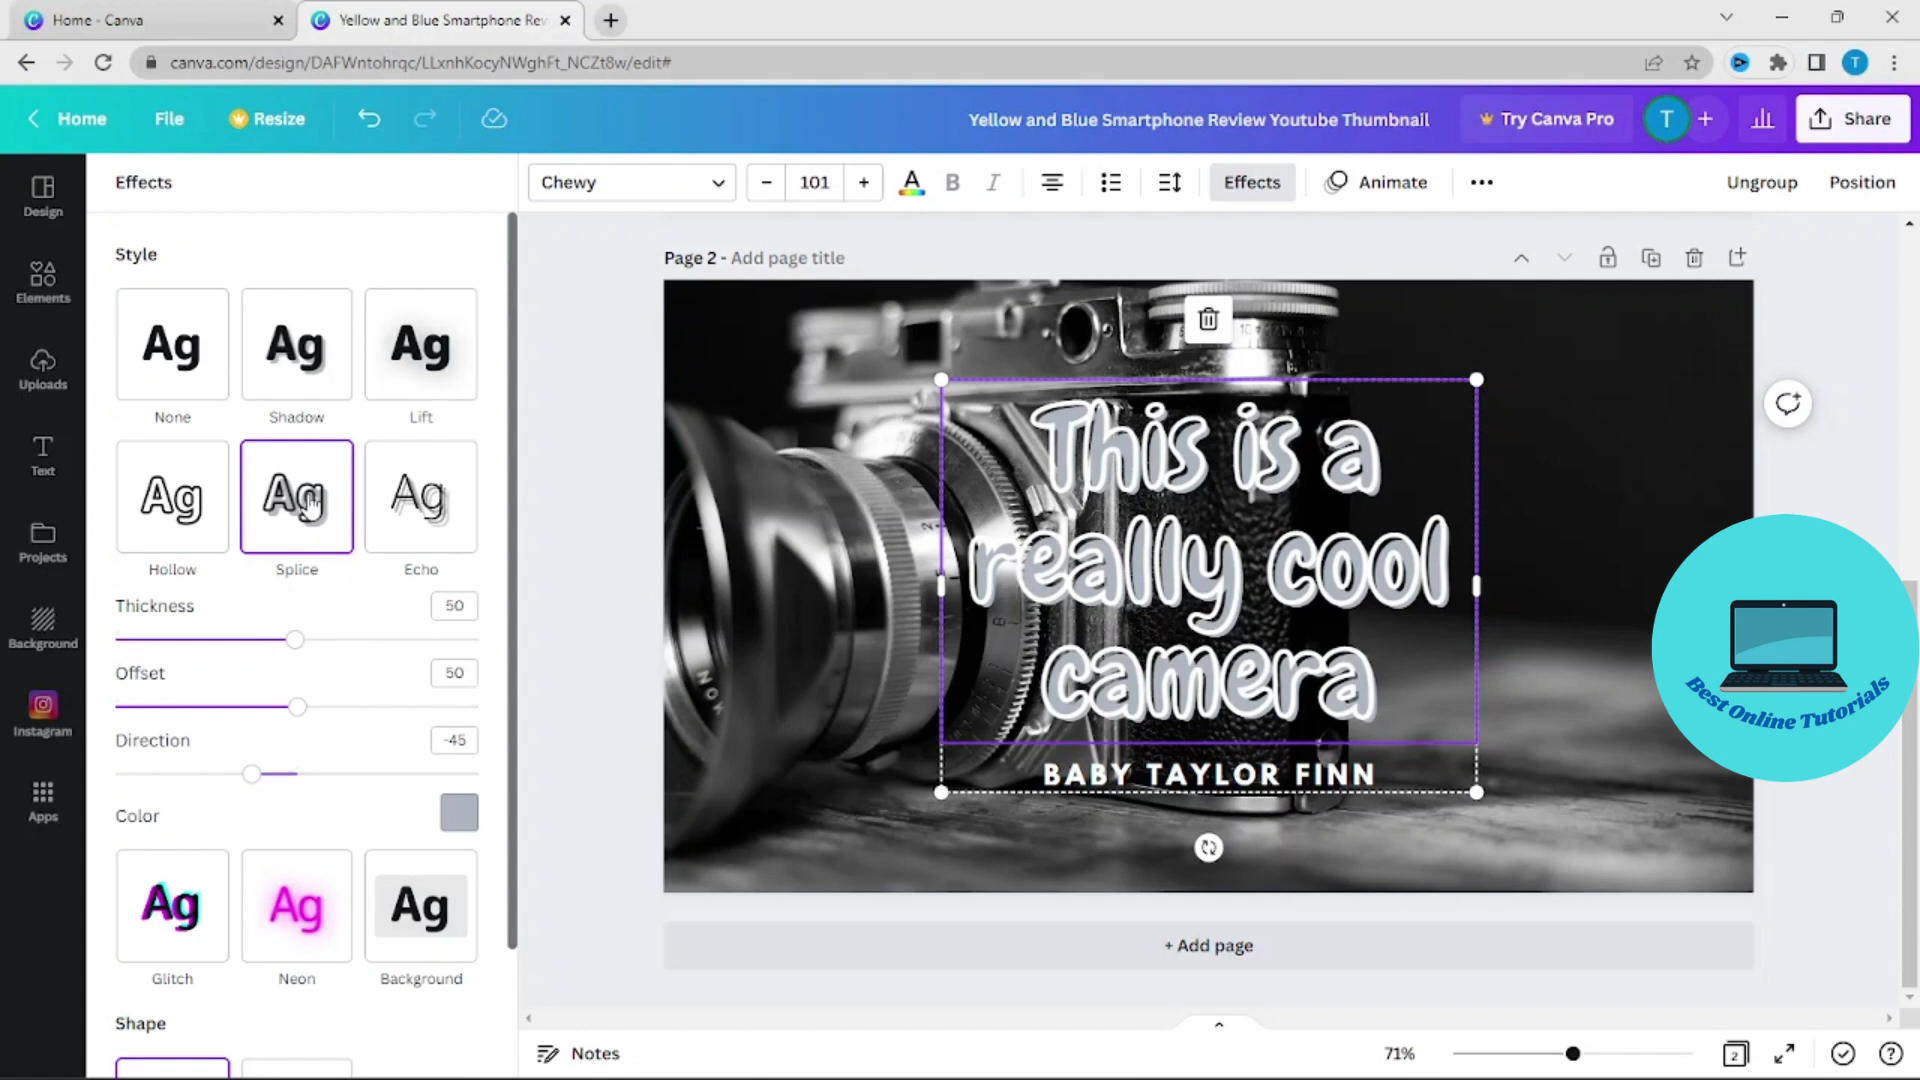 Home - Canva
Yellow and Blue Smartphone Rev
canva.com/design/DAFWntohrqc/LLxnhKocyNWghFt_NCZt8w/edit#
Home
File
Resize
Yellow and Blue Smartphone Review Youtube Thumbnail
Try Canva Pro
T
Share
T
Effects
Chewy
101
A
B
I
Effects
Animate
Ungroup
Position
Design
Elements
Uploads
Text
Projects
Background
Instagram
Apps
Style
Ag
Ag
Ag
None
Shadow
Lift
Ag
Ag
Ag
Hollow
Splice
Echo
Thickness
50
Offset
50
Direction
-45
Color
Ag
Ag
Ag
Glitch
Neon
Background
Shape
Page 2 - Add page title
This is a
really cool
camera
BABY TAYLOR FINN
Best Online Tutorials
+ Add page
Notes
71%
2